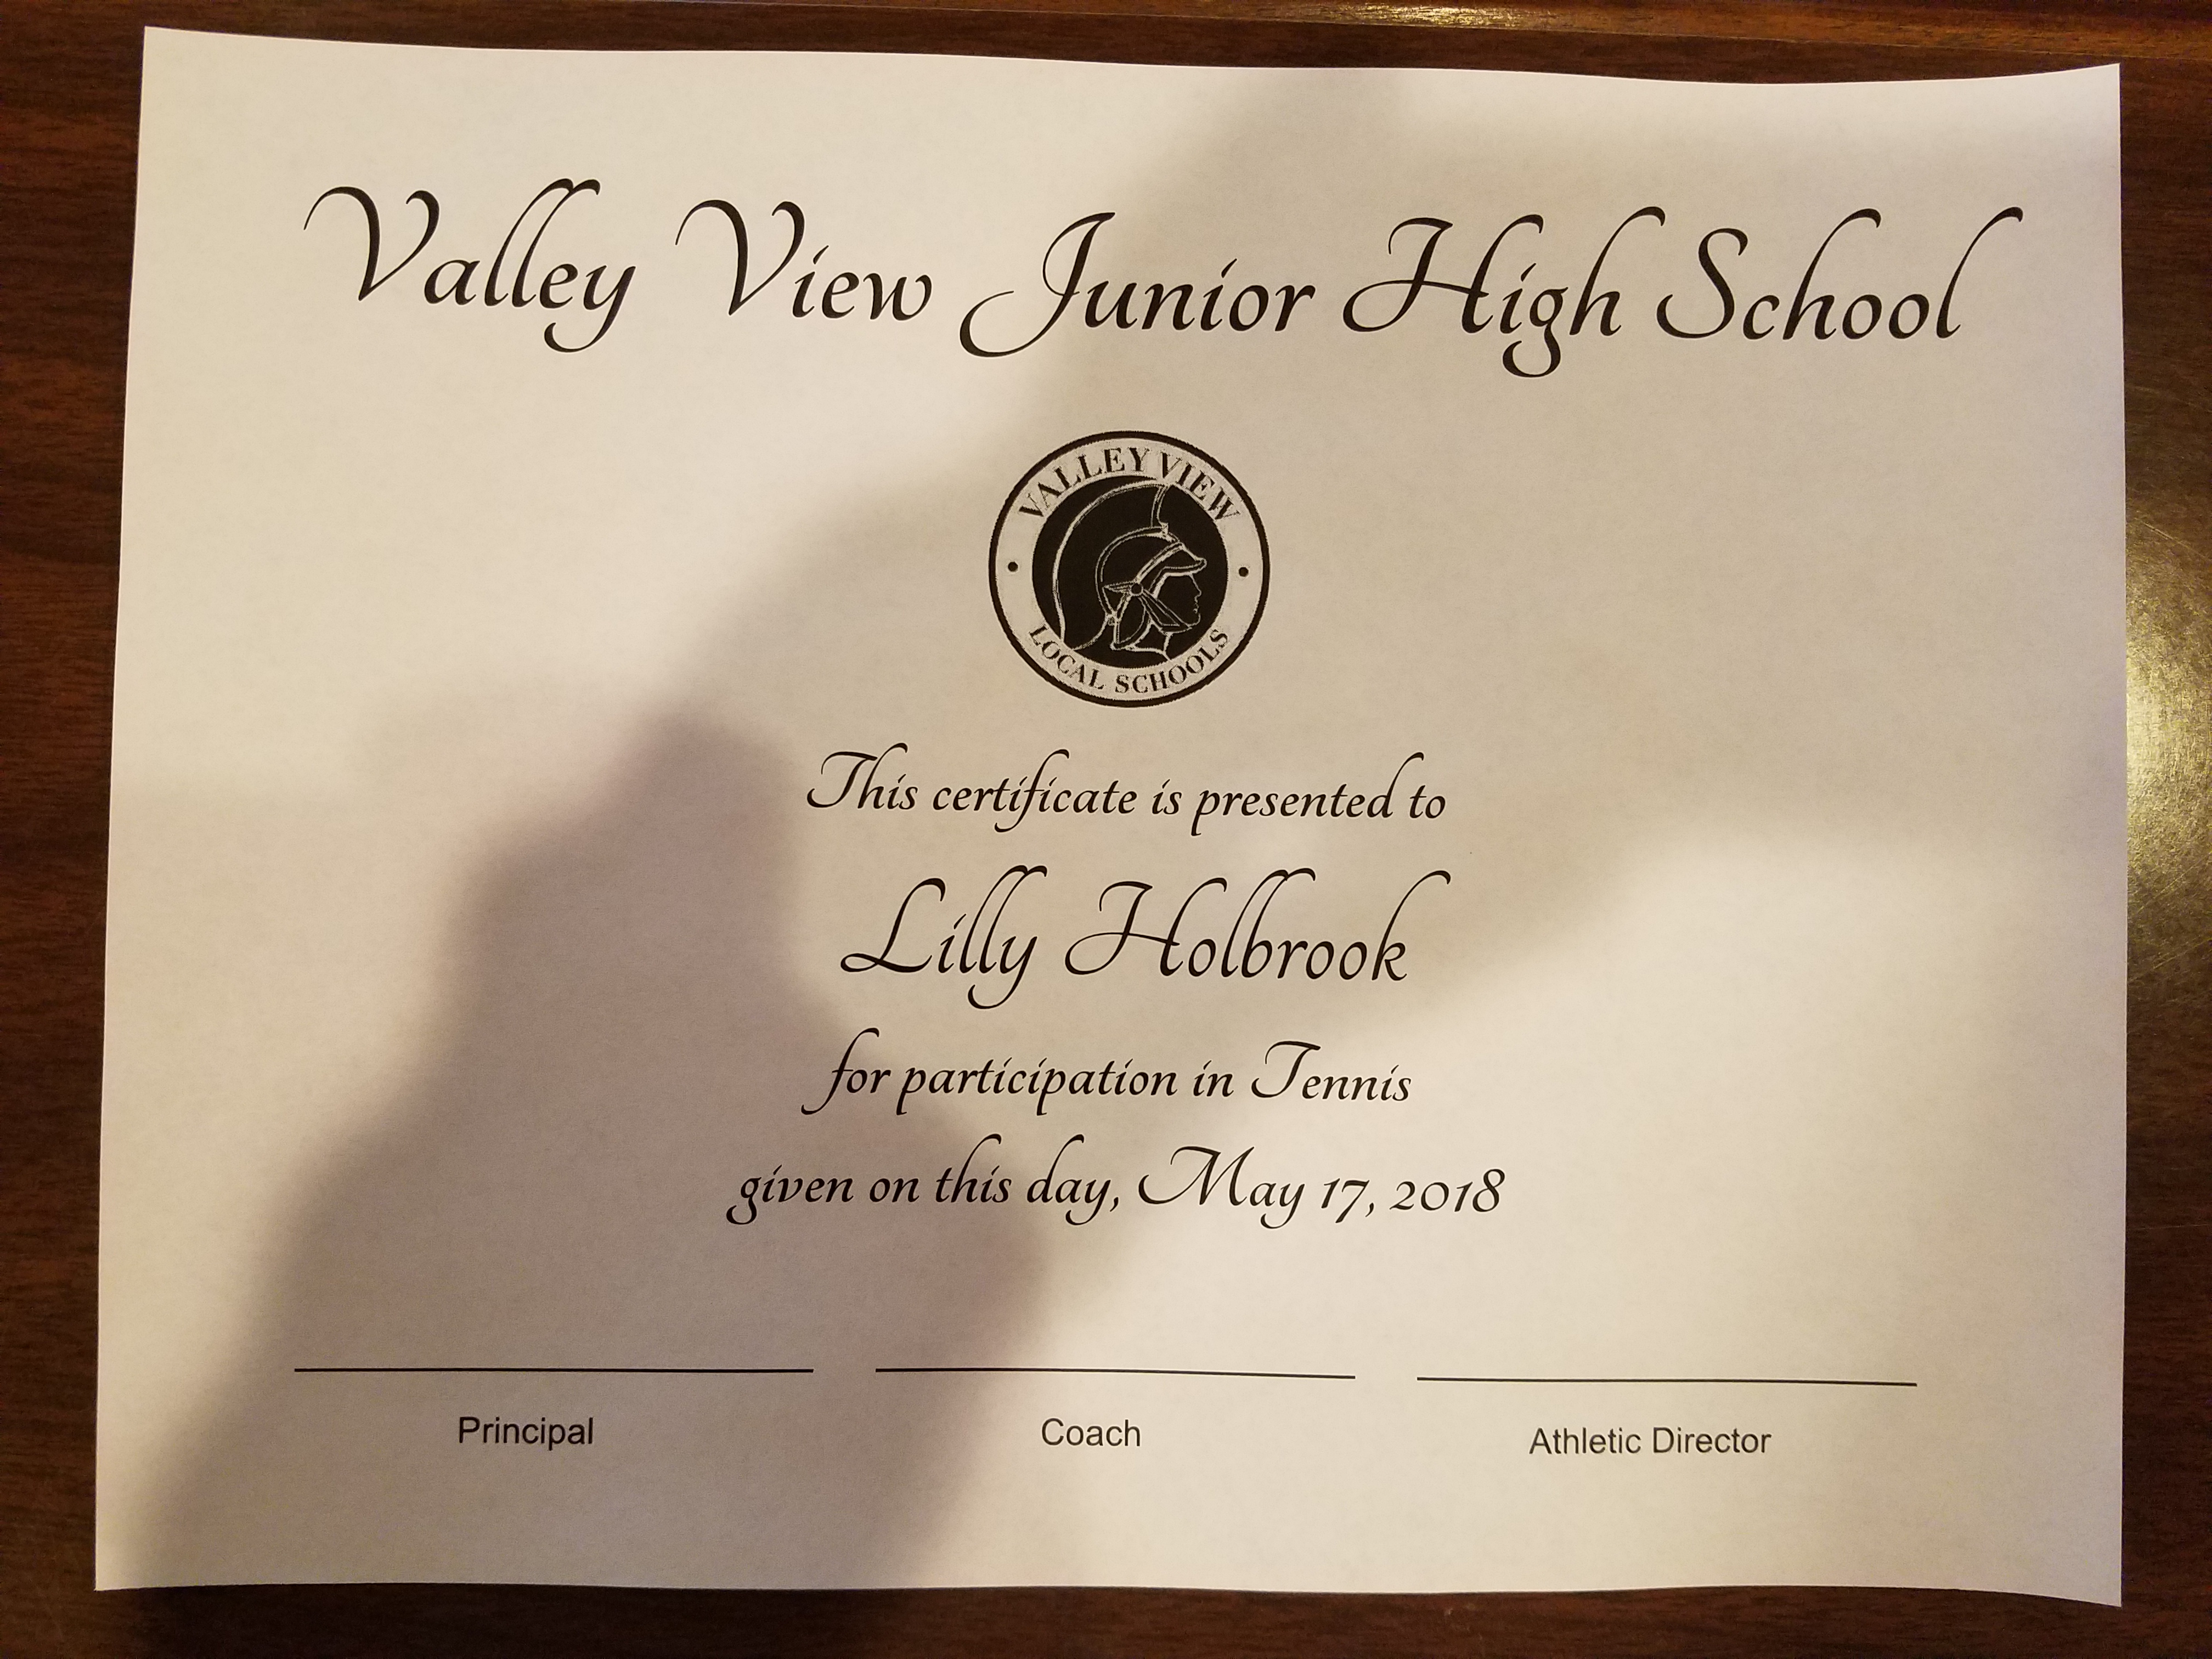 Valley View Junior High School
VALLEY VIEW
LOCAL SCHOOLS
This certificate is presented to
Lilly Holbrook
for participation in Tennis
given on this day, May 17, 2018
Principal Coach Athletic Director